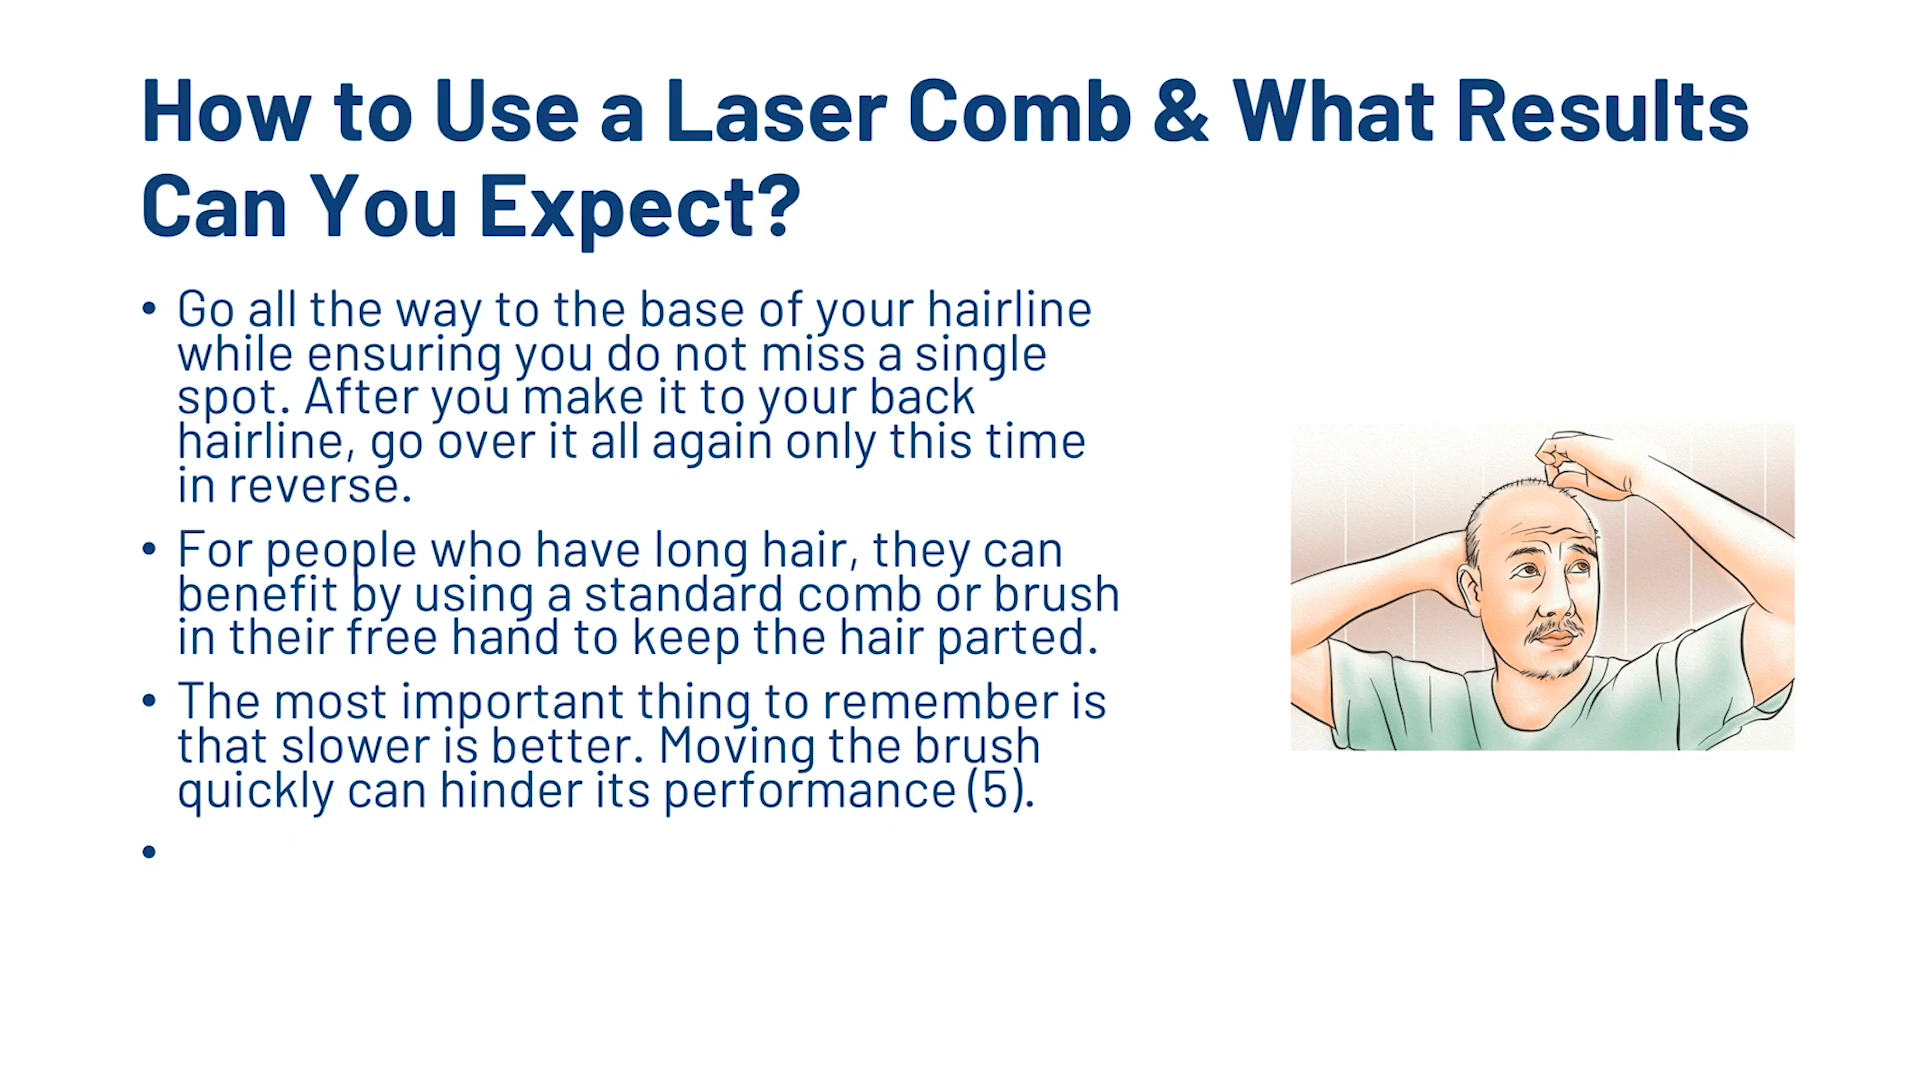 How to Use a Laser Comb & What Results
Can You Expect?
• Go all the way to the base of your hairline
while ensuring you do not miss a single
spot. After you make it to your back
hairline, go over it all again only this time
in reverse.
• For people who have long hair, they can
benefit by using a standard comb or brush
in their free hand to keep the hair parted.
• The most important thing to remember is
that slower is better. Moving the brush
quickly can hinder its performance (5).
•